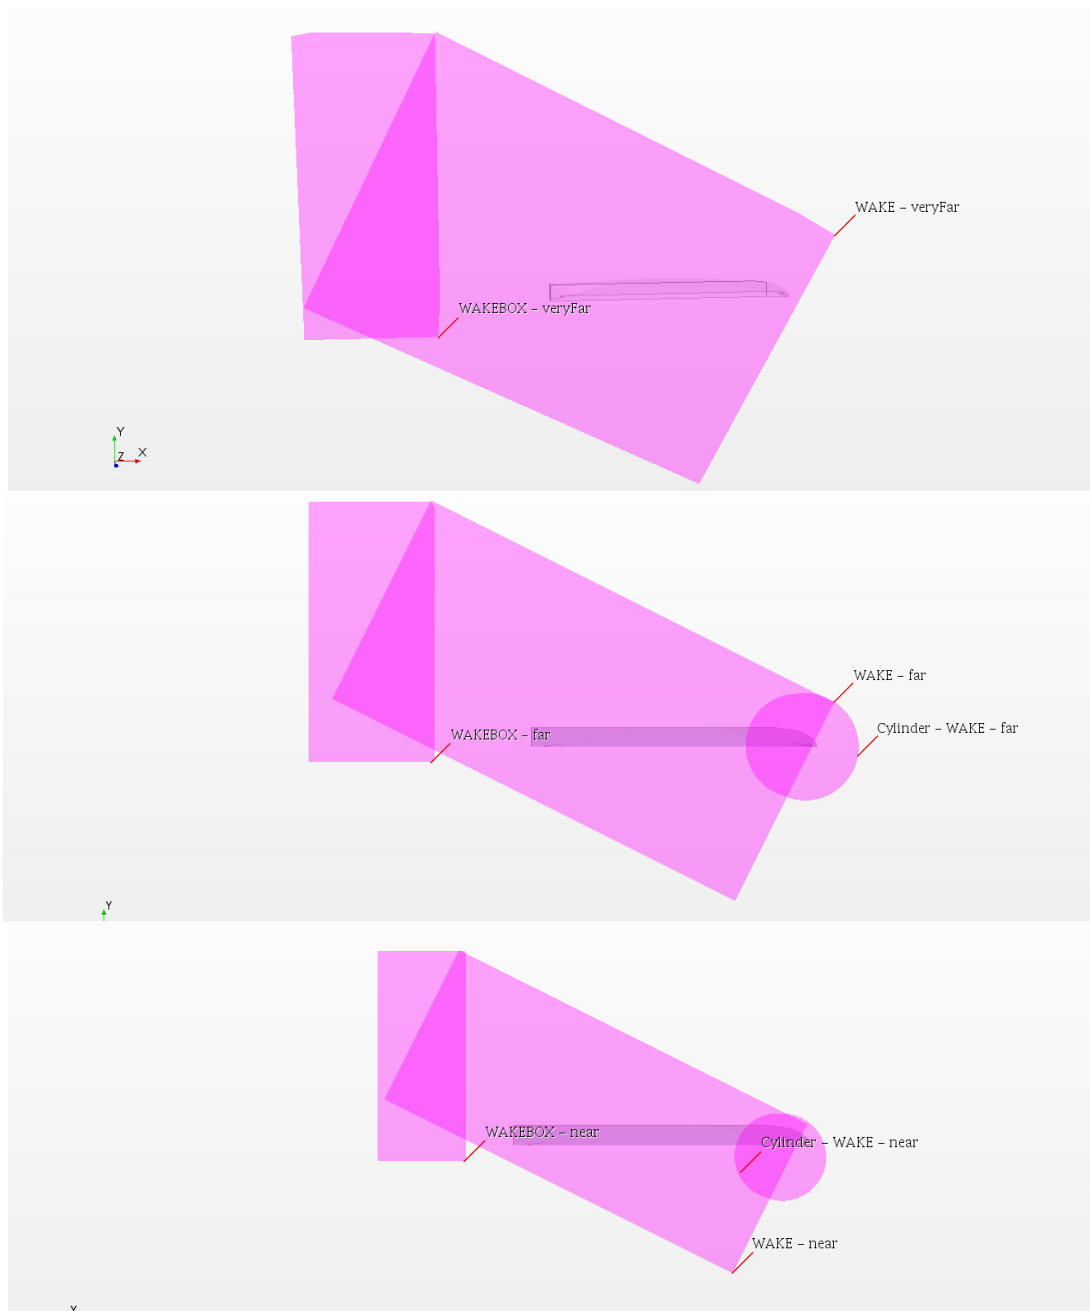 WAKE – veryFar
WAKEBOX – veryFar
Y
Z X
WAKE – far
Cylinder – WAKE – far
WAKEBOX – far
Y
WAKEBOX – near
Cylinder – WAKE – near
WAKE – near
Y